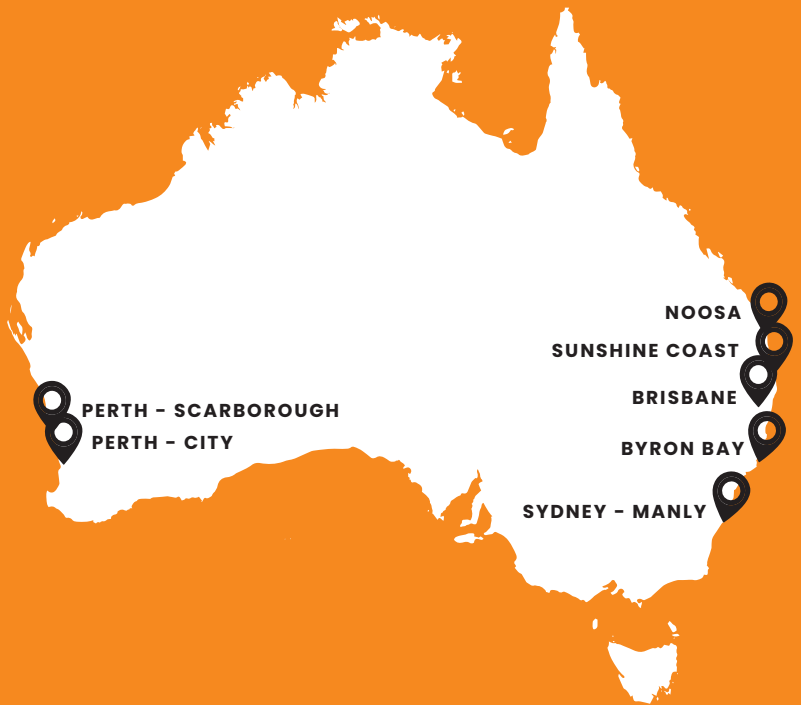 NOOSA
SUNSHINE COAST
BRISBANE
PERTH - SCARBOROUGH
PERTH - CITY
BYRON BAY
SYDNEY - MANLY